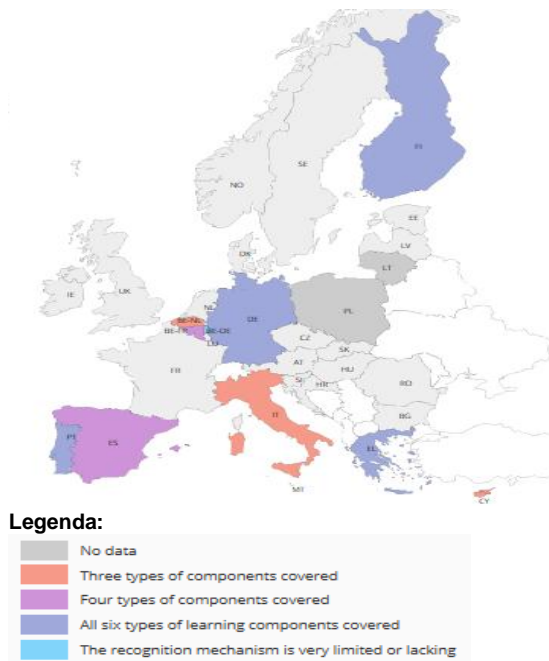 FI
NO
SE
EE
LV
DK
LT
IE
UK
NL
BE-NL
DE
PL
BE-FR
BE-DE
LU
CZ
SK
AT
HU
FR
SI
HR
RO
IT
BG
PT
ES
EL
MT
CY
Legenda:
No data
Three types of components covered
Four types of components covered
All six types of learning components covered
The recognition mechanism is very limited or lacking